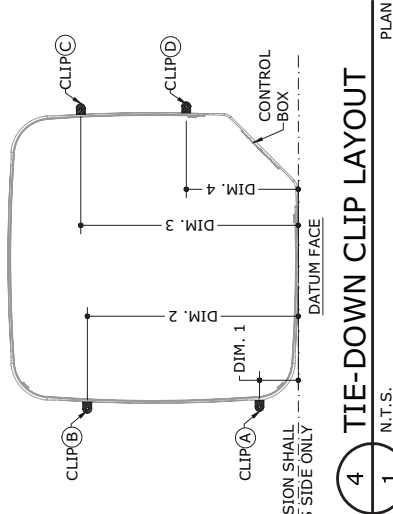 CLIP C
CLIP D
CONTROL
BOX
DIM. 4
DIM. 3
DIM. 2
DIM. 1
DATUM FACE
CLIP B
CLIP A
SION SHALL
SIDE ONLY
4
1
TIE-DOWN CLIP LAYOUT
N.T.S.
PLAN